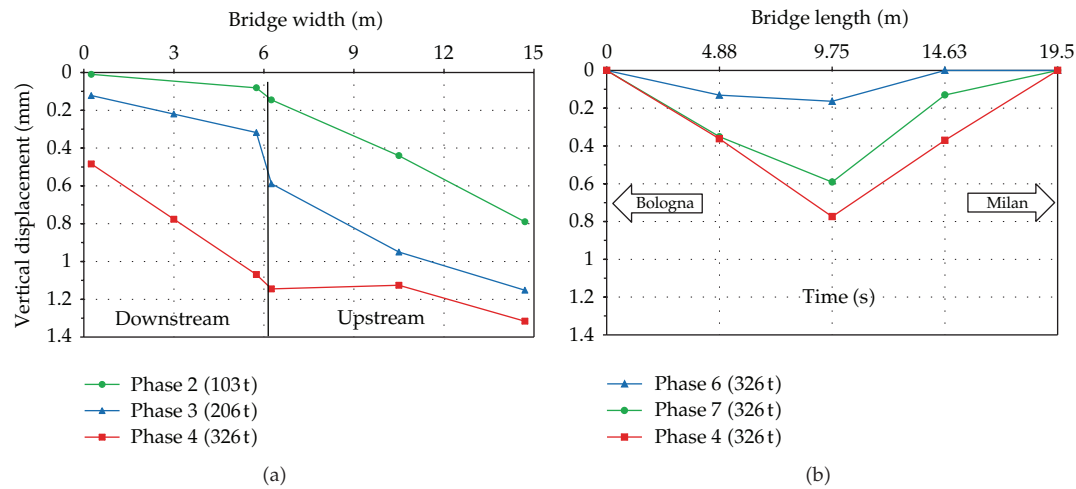 Bridge width (m)
0 3 6 9 12 15
Vertical displacement (mm)
0
0.2
0.4
0.6
0.8
1
1.2
1.4
Downstream
Upstream
Phase 2 (103 t)
Phase 3 (206 t)
Phase 4 (326 t)
(a)
Bridge length (m)
0 4.88 9.75 14.63 19.5
0
0.2
0.4
0.6
0.8
1
1.2
1.4
Bologna
Milan
Time (s)
Phase 6 (326 t)
Phase 7 (326 t)
Phase 4 (326 t)
(b)